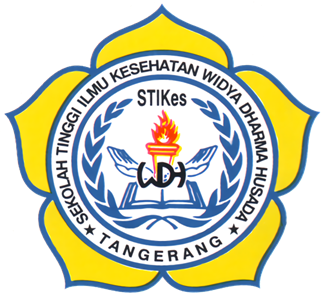 SEKOLAH TINGGI ILMU KESEHATAN WIDYA DHARMA HUSADA
STIKes
WDH
★ TANGERANG ★